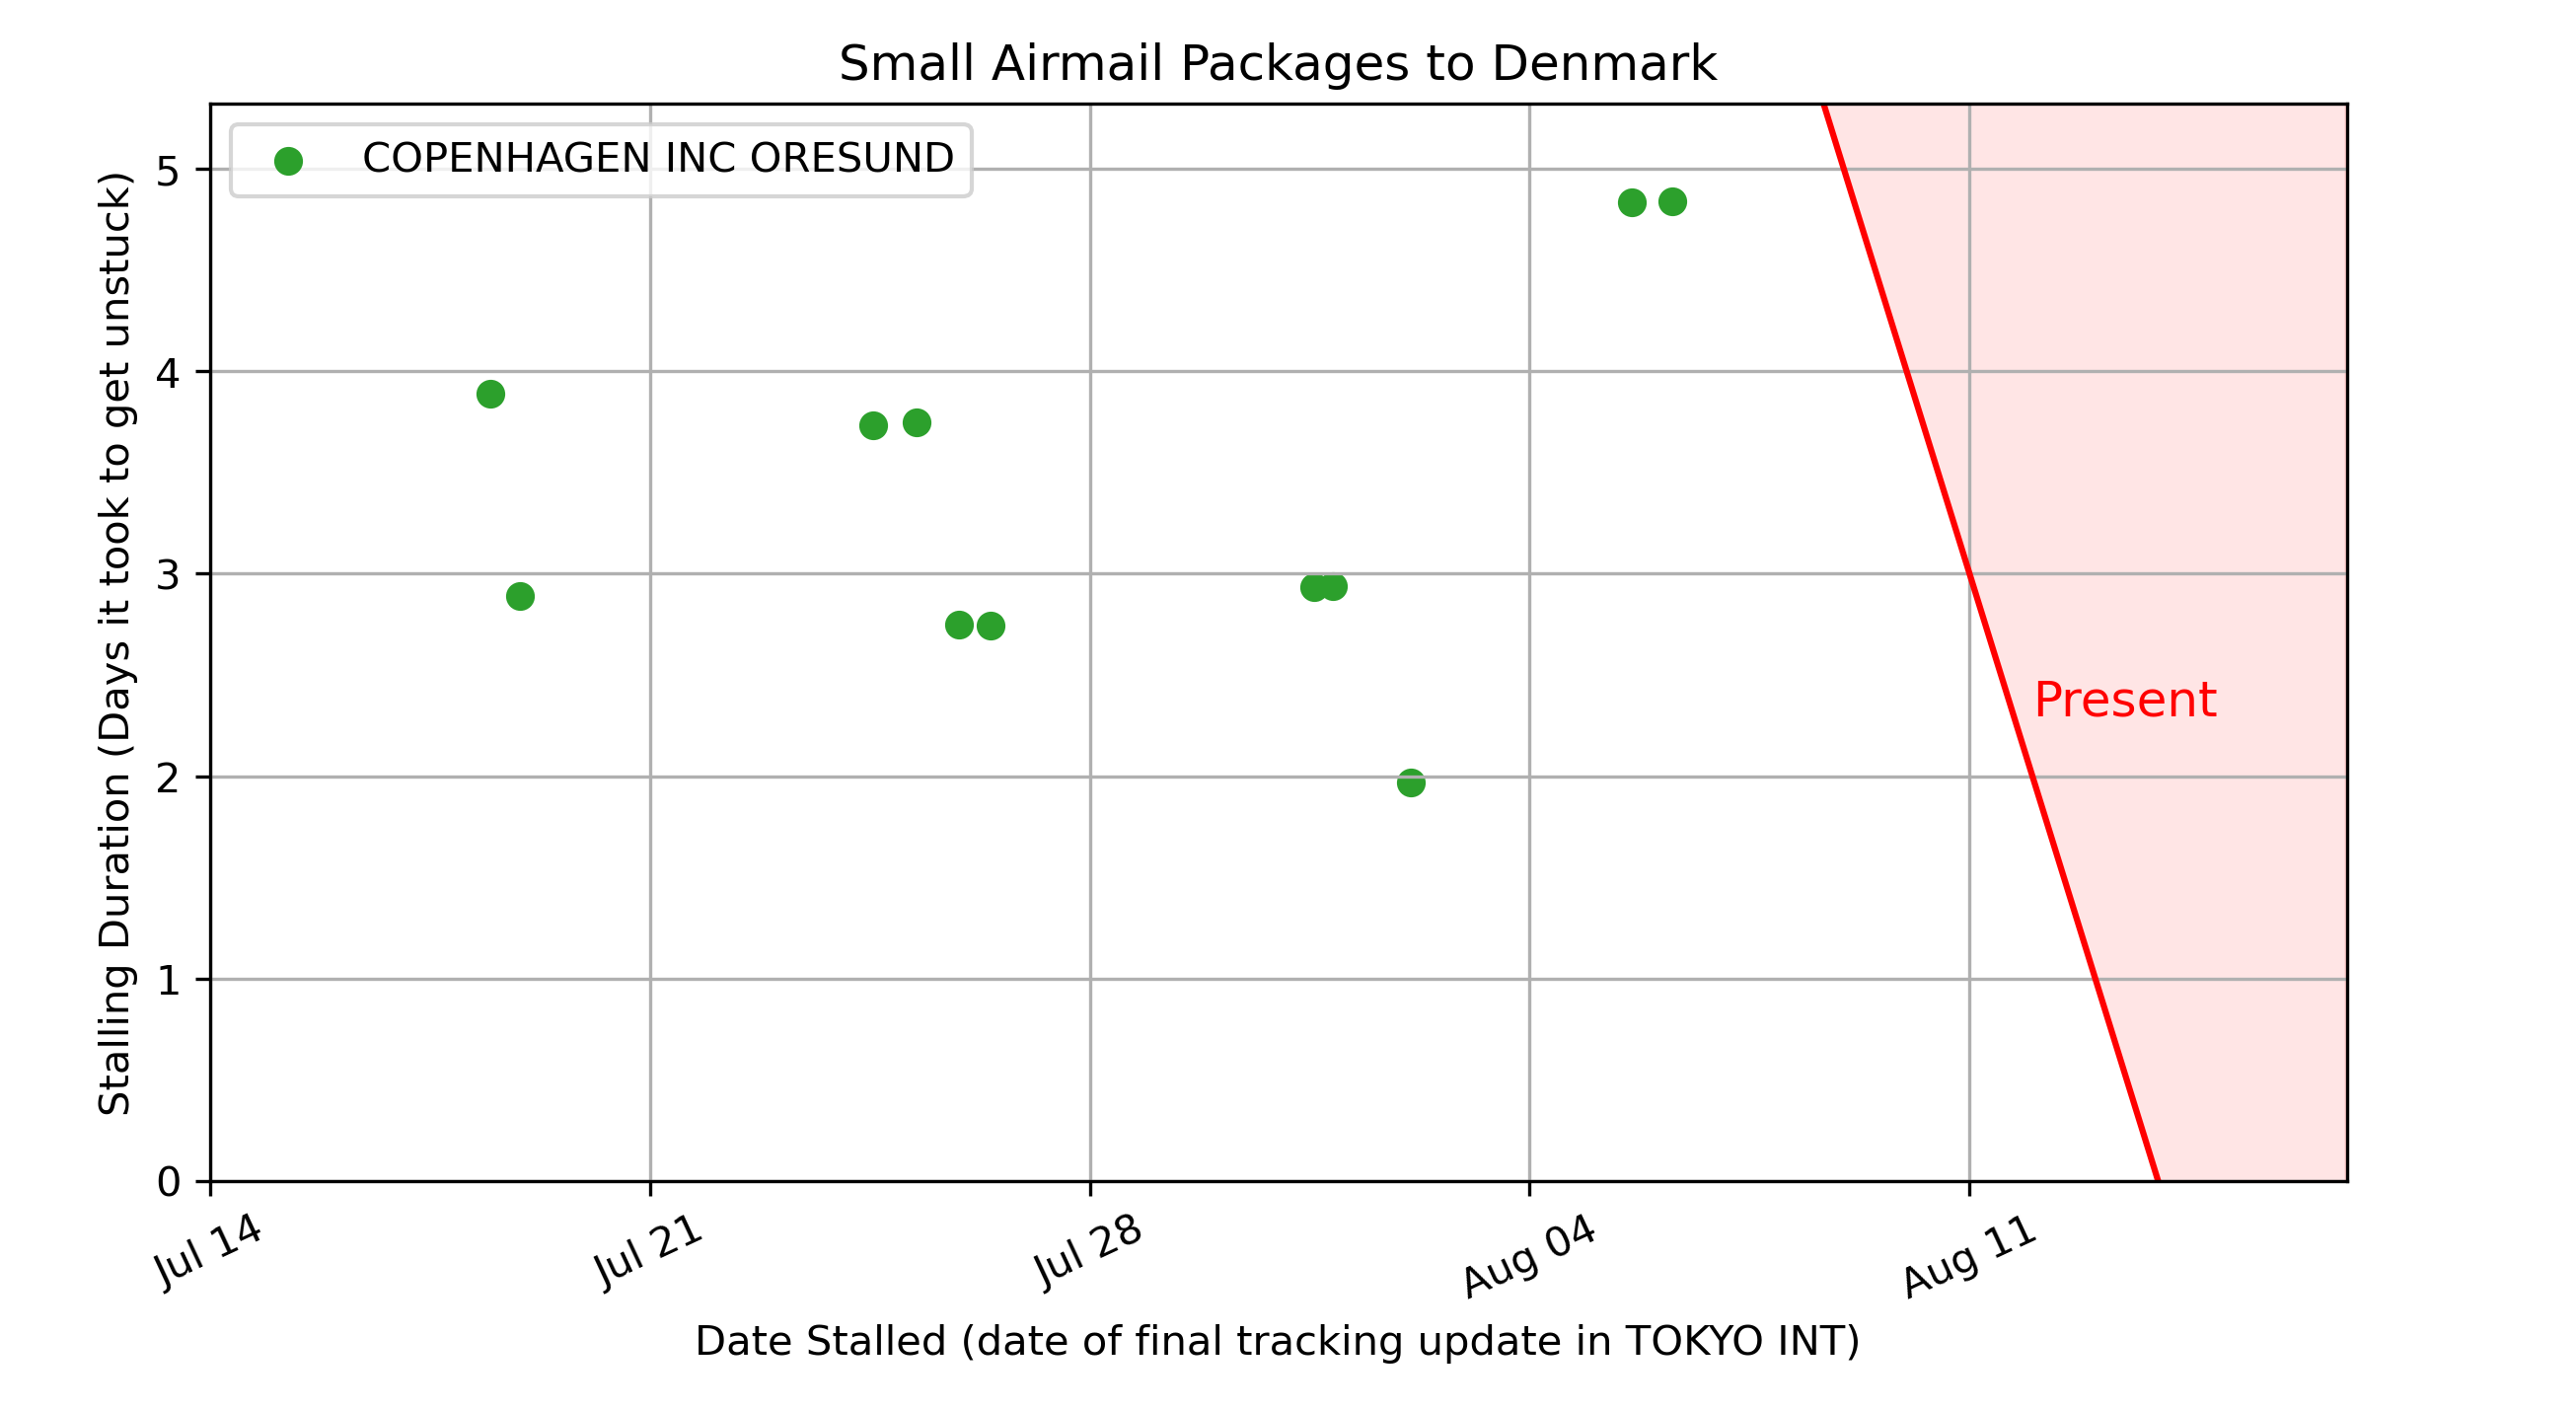 Small Airmail Packages to Denmark
COPENHAGEN INC ORESUND
Stalling Duration (Days it took to get unstuck)
5
4
3
2
1
0
Present
Jul 14
Jul 21
Jul 28
Aug 04
Aug 11
Date Stalled (date of final tracking update in TOKYO INT)